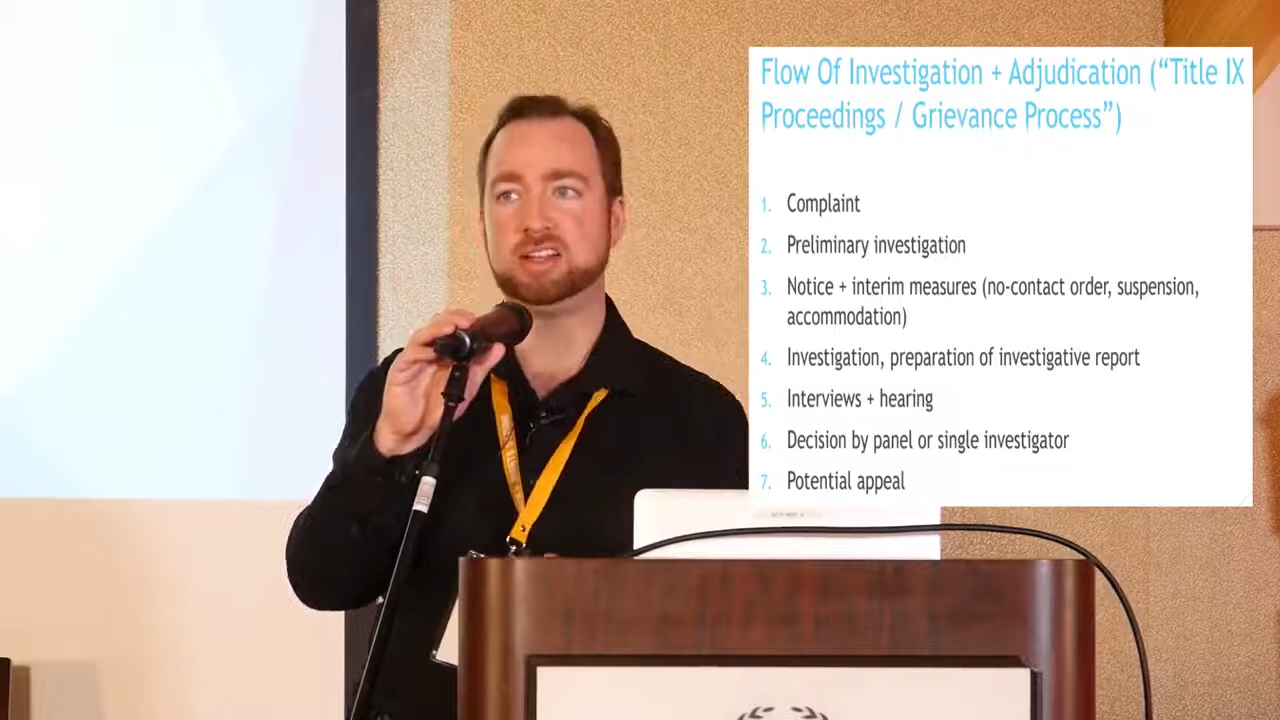 Flow Of Investigation + Adjudication (“Title IX
Proceedings / Grievance Process”)
1. Complaint
2. Preliminary investigation
3. Notice + interim measures (no-contact order, suspension,
accommodation)
4. Investigation, preparation of investigative report
5. Interviews + hearing
6. Decision by panel or single investigator
7. Potential appeal